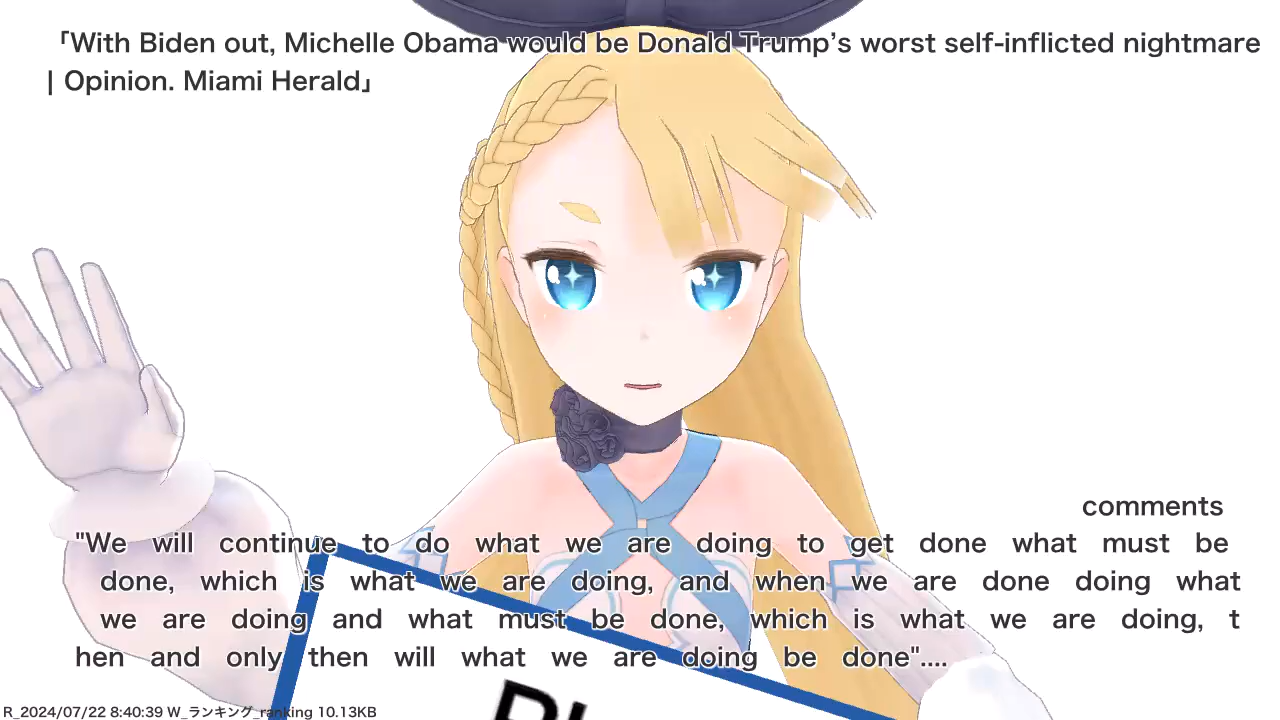 「With Biden out, Michelle Obama would be Donald Trump’s worst self-inflicted nightmare
| Opinion. Miami Herald」
comments
"We will continue to do what we are doing to get done what must be
done, which is what we are doing, and when we are done doing what
we are doing and what must be done, which is what we are doing, t
hen and only then will what we are doing be done"....
R_2024/07/22 8:40:39 W_ランキング_ranking 10.13KB